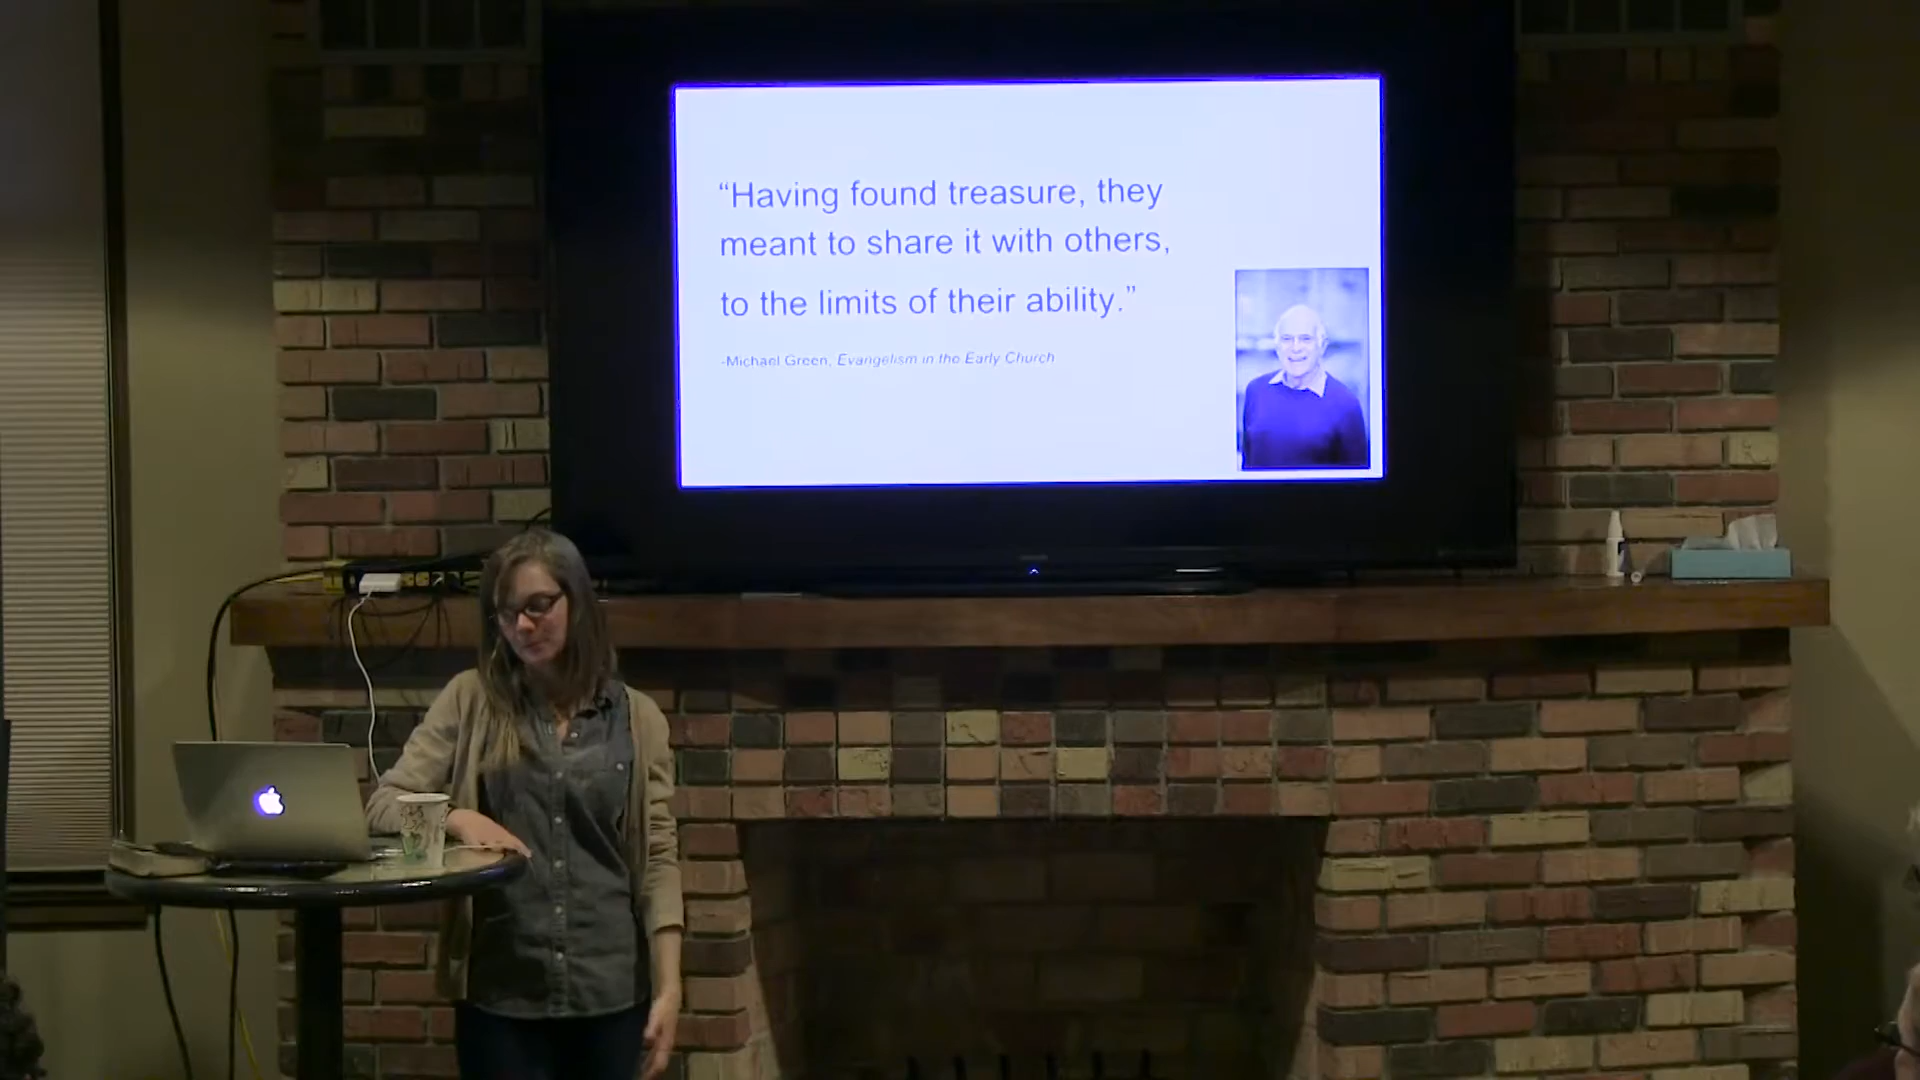 “Having found treasure, they
meant to share it with others,
to the limits of their ability.”
-Michael Green, Evangelism in the Early Church